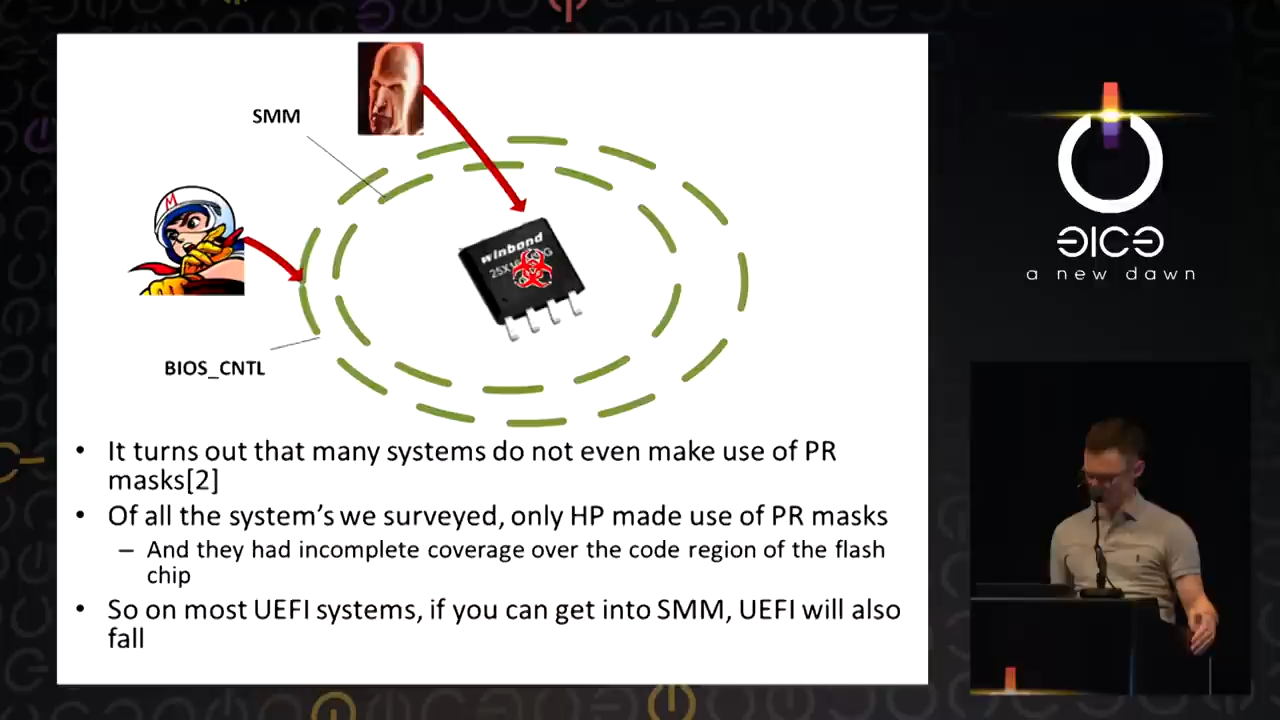 SMM
M
winbond
BIOS_CNTL
• It turns out that many systems do not even make use of PR
masks[2]
• Of all the system's we surveyed, only HP made use of PR masks
– And they had incomplete coverage over the code region of the flash
chip
• So on most UEFI systems, if you can get into SMM, UEFI will also
fall
a new dawn